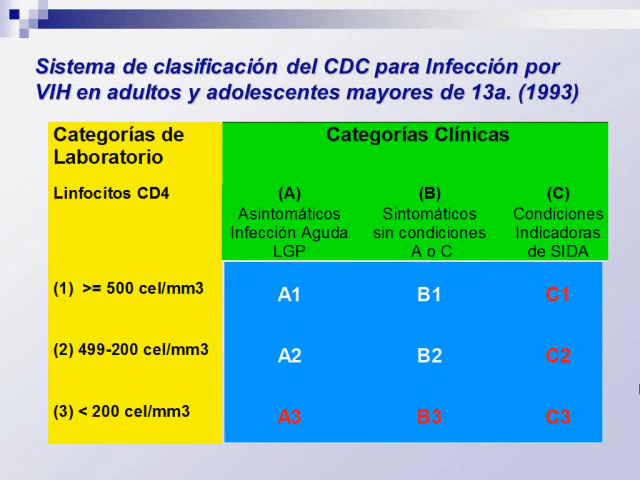 Sistema de clasificación del CDC para Infección por
VIH en adultos y adolescentes mayores de 13a. (1993)
Categorías de
Laboratorio
Categorías Clínicas
Linfocitos CD4
(A)
Asintomáticos
Infección Aguda
LGP
(B)
Sintomáticos
sin condiciones
A o C
(C)
Condiciones
Indicadoras
de SIDA
(1) >= 500 cel/mm3
A1
B1
C1
(2) 499-200 cel/mm3
A2
B2
C2
(3) < 200 cel/mm3
A3
B3
C3